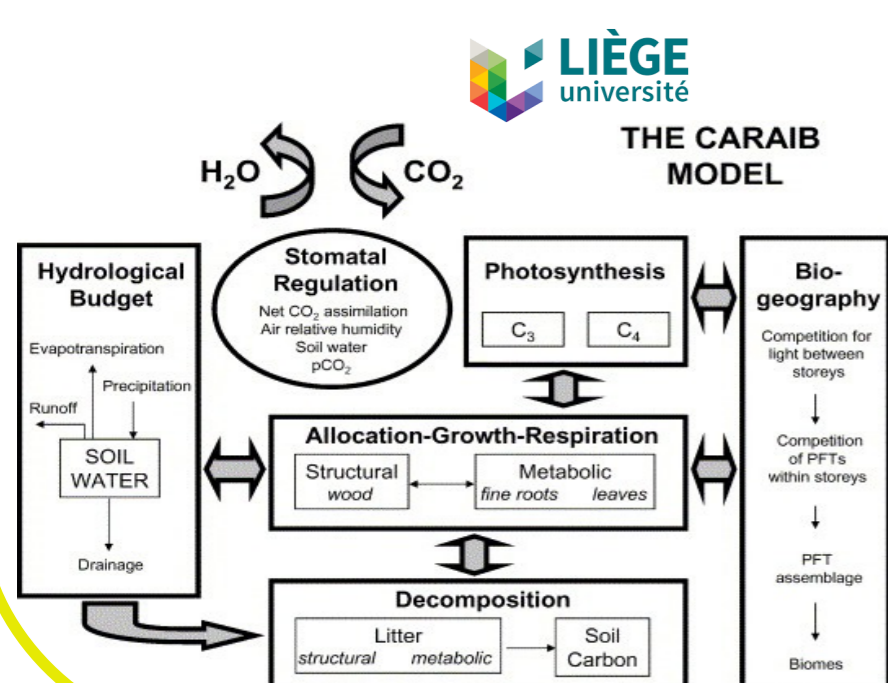 LIÈGE
université
THE CARAIB
MODEL
H₂O
CO₂
Hydrological
Budget
Evapotranspiration
Precipitation
Runoff
SOIL
WATER
Drainage
Stomatal
Regulation
Net CO₂ assimilation
Air relative humidity
Soil water
pCO₂
Photosynthesis
C₃
C₄
Bio-
geography
Competition for
light between
storeys
Competition
of PFTs
within storeys
PFT
assemblage
Biomes
Allocation-Growth-Respiration
Structural
wood
Metabolic
fine roots leaves
Decomposition
Litter
structural metabolic
Soil
Carbon